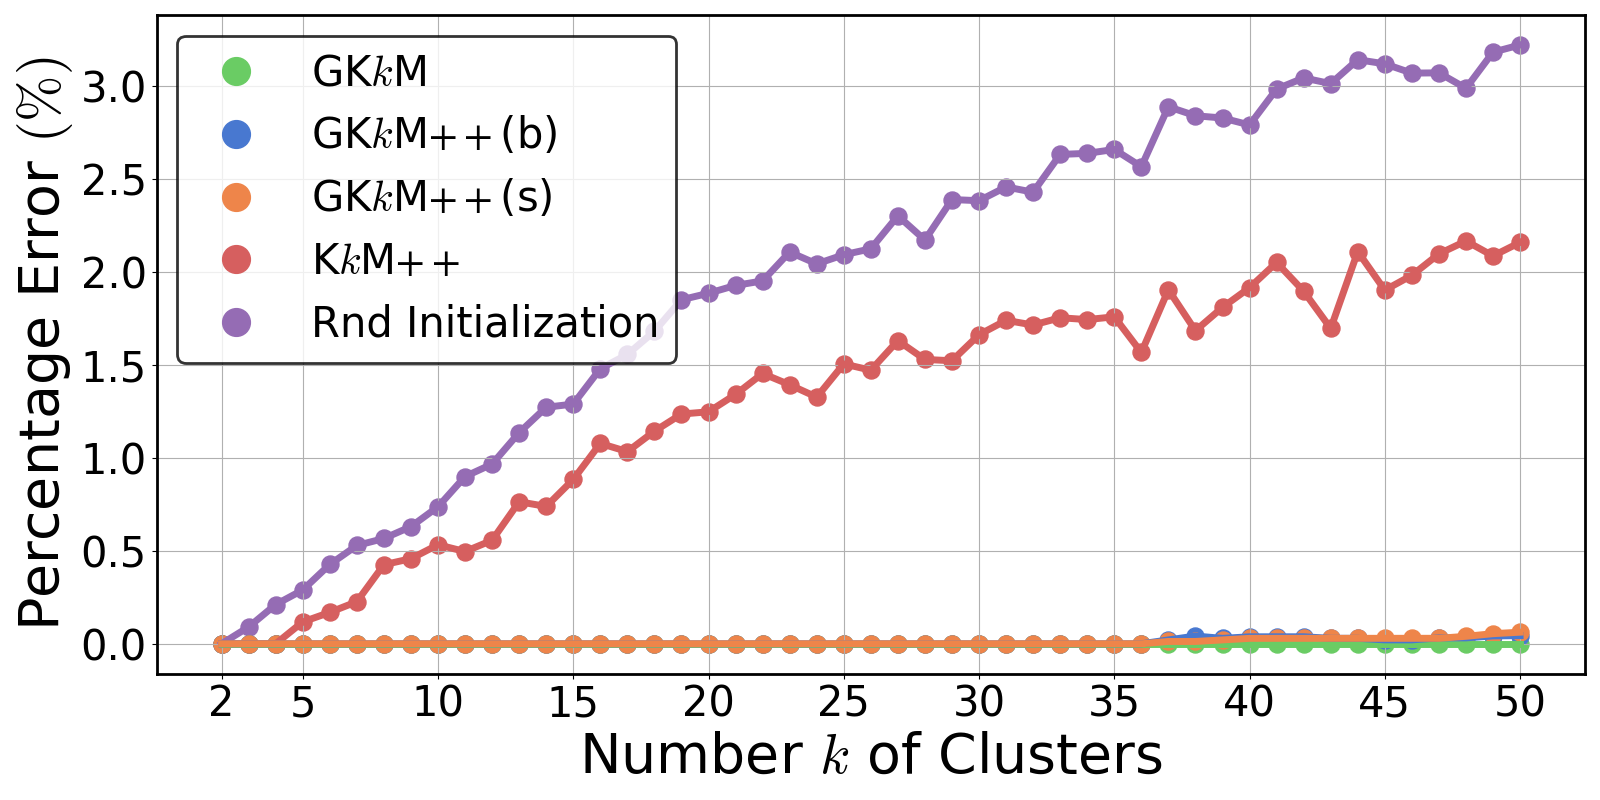 Percentage Error (%)
3.0
2.5
2.0
1.5
1.0
0.5
0.0
GKkM
GKkM++(b)
GKkM++(s)
KkM++
Rnd Initialization
2 5 10 15 20 25 30 35 40 45 50
Number k of Clusters